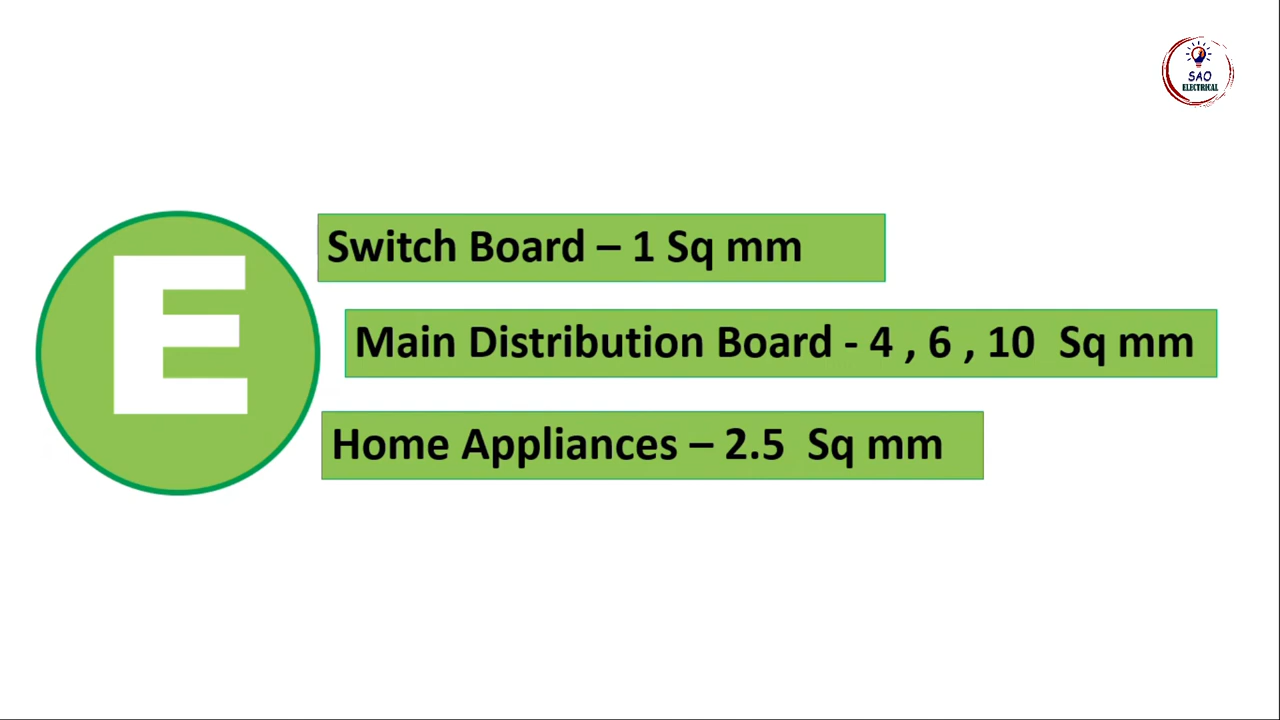 SAO
ELECTRICAL
E
Switch Board – 1 Sq mm
Main Distribution Board - 4 , 6 , 10 Sq mm
Home Appliances – 2.5 Sq mm